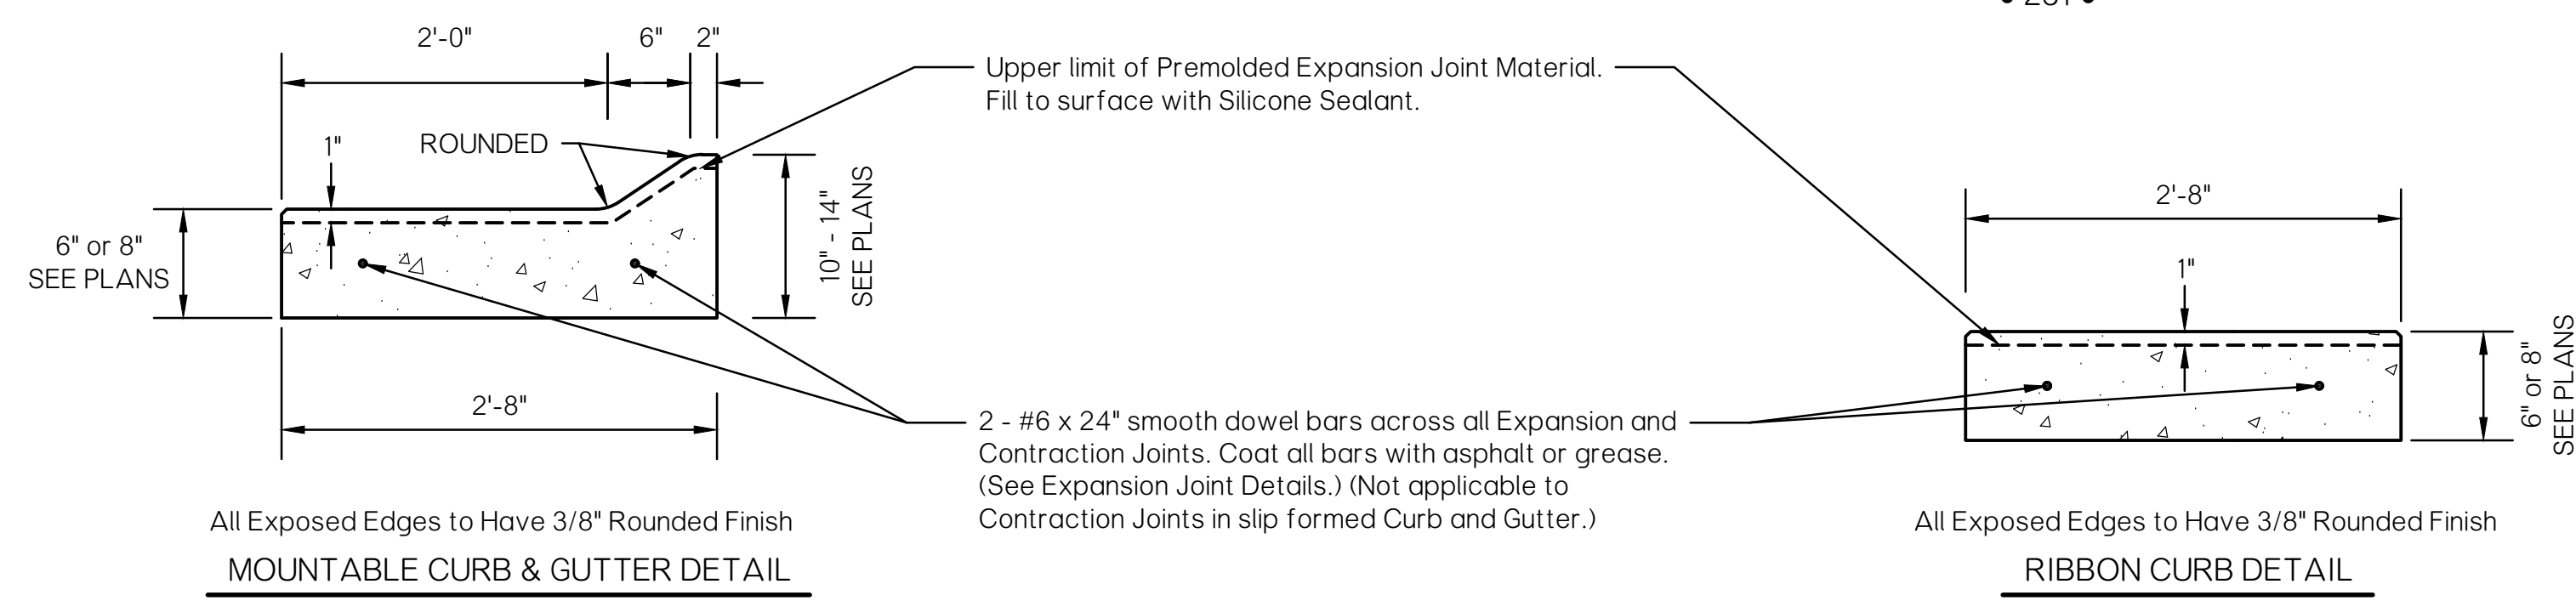 2'-0"
6"
2"
1"
ROUNDED
6" or 8"
SEE PLANS
10" - 14"
SEE PLANS
2'-8"
All Exposed Edges to Have 3/8" Rounded Finish
MOUNTABLE CURB & GUTTER DETAIL
Upper limit of Premolded Expansion Joint Material.
Fill to surface with Silicone Sealant.
2 - #6 x 24" smooth dowel bars across all Expansion and
Contraction Joints. Coat all bars with asphalt or grease.
(See Expansion Joint Details.) (Not applicable to
Contraction Joints in slip formed Curb and Gutter.)
2'-8"
1"
6" or 8"
SEE PLANS
All Exposed Edges to Have 3/8" Rounded Finish
RIBBON CURB DETAIL